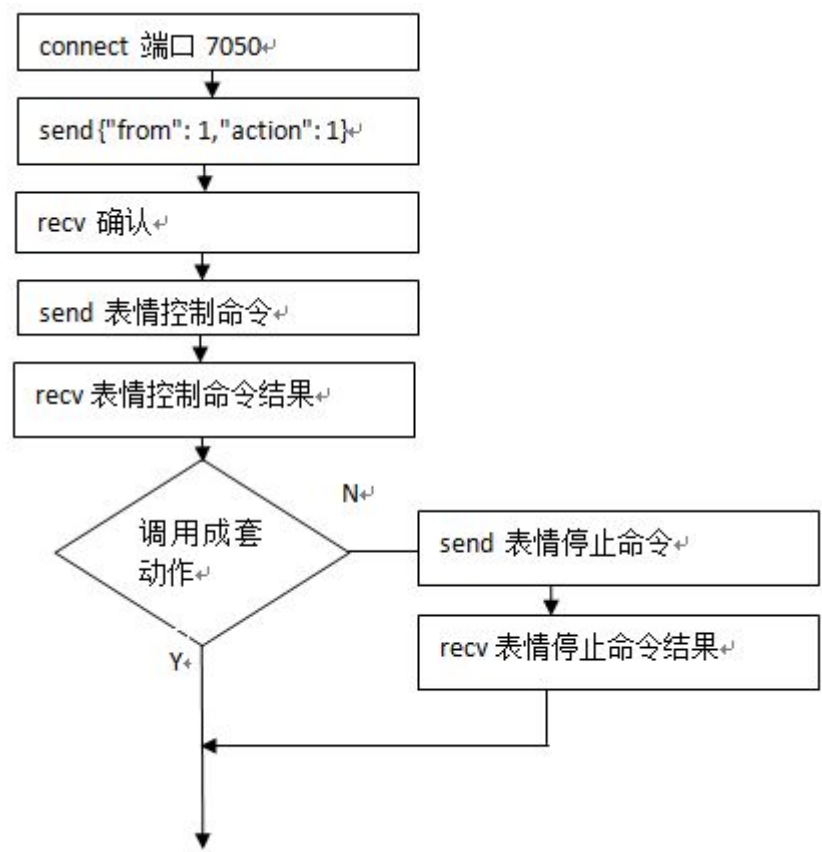 connect 端口 7050
send{"from": 1,"action": 1}
recv 确认
send 表情控制命令
recv 表情控制命令结果
调用成套
动作
N
send 表情停止命令
recv 表情停止命令结果
Y